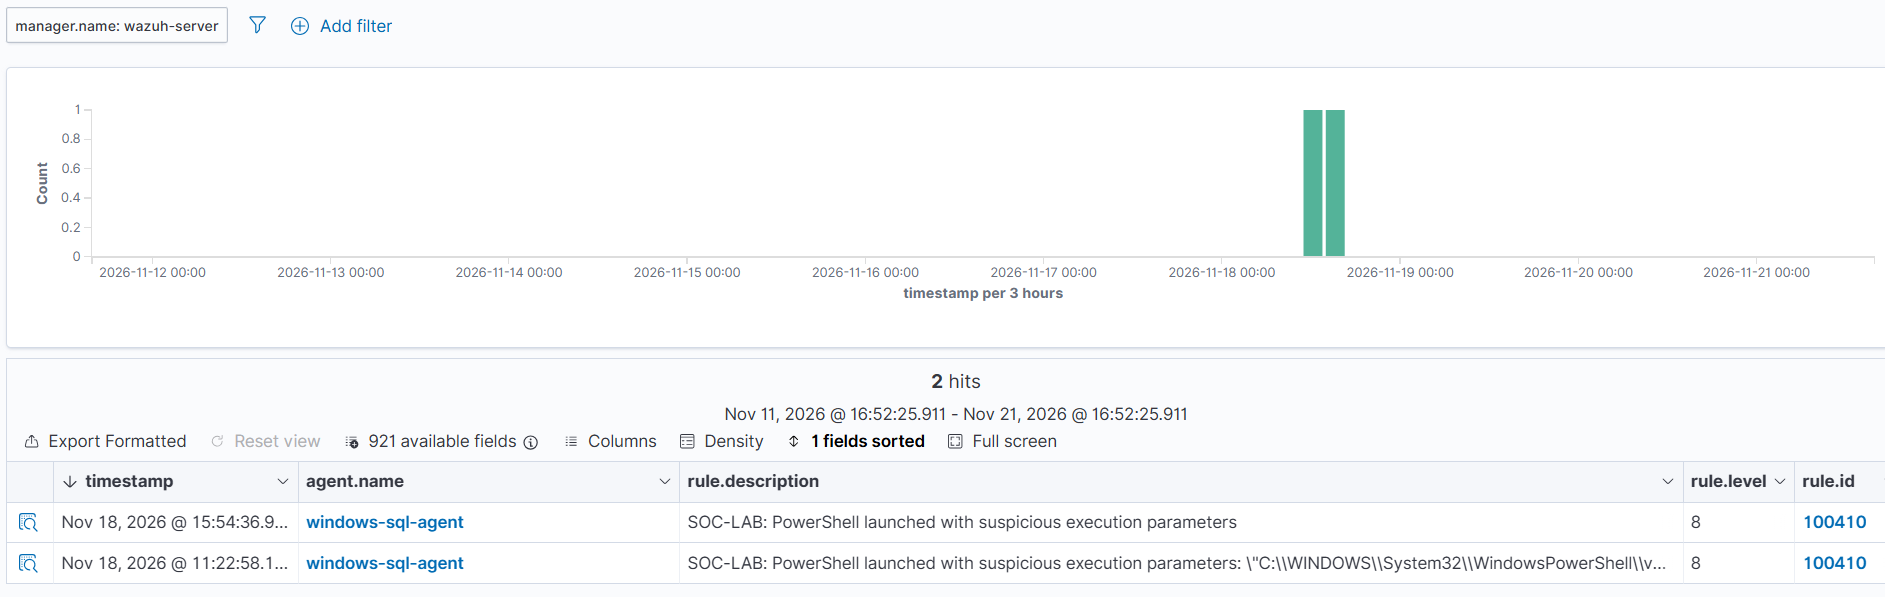 manager.name: wazuh-server Add filter
Count
1
0.8
0.6
0.4
0.2
0
2026-11-12 00:00 2026-11-13 00:00 2026-11-14 00:00 2026-11-15 00:00 2026-11-16 00:00 2026-11-17 00:00 2026-11-18 00:00 2026-11-19 00:00 2026-11-20 00:00 2026-11-21 00:00
timestamp per 3 hours
2 hits
Nov 11, 2026 @ 16:52:25.911 - Nov 21, 2026 @ 16:52:25.911
Export Formatted Reset view 921 available fields Columns Density 1 fields sorted Full screen
timestamp agent.name rule.description rule.level rule.id
Nov 18, 2026 @ 15:54:36.9... windows-sql-agent SOC-LAB: PowerShell launched with suspicious execution parameters 8 100410
Nov 18, 2026 @ 11:22:58.1... windows-sql-agent SOC-LAB: PowerShell launched with suspicious execution parameters: \"C:\\WINDOWS\\System32\\WindowsPowerShell\\v... 8 100410